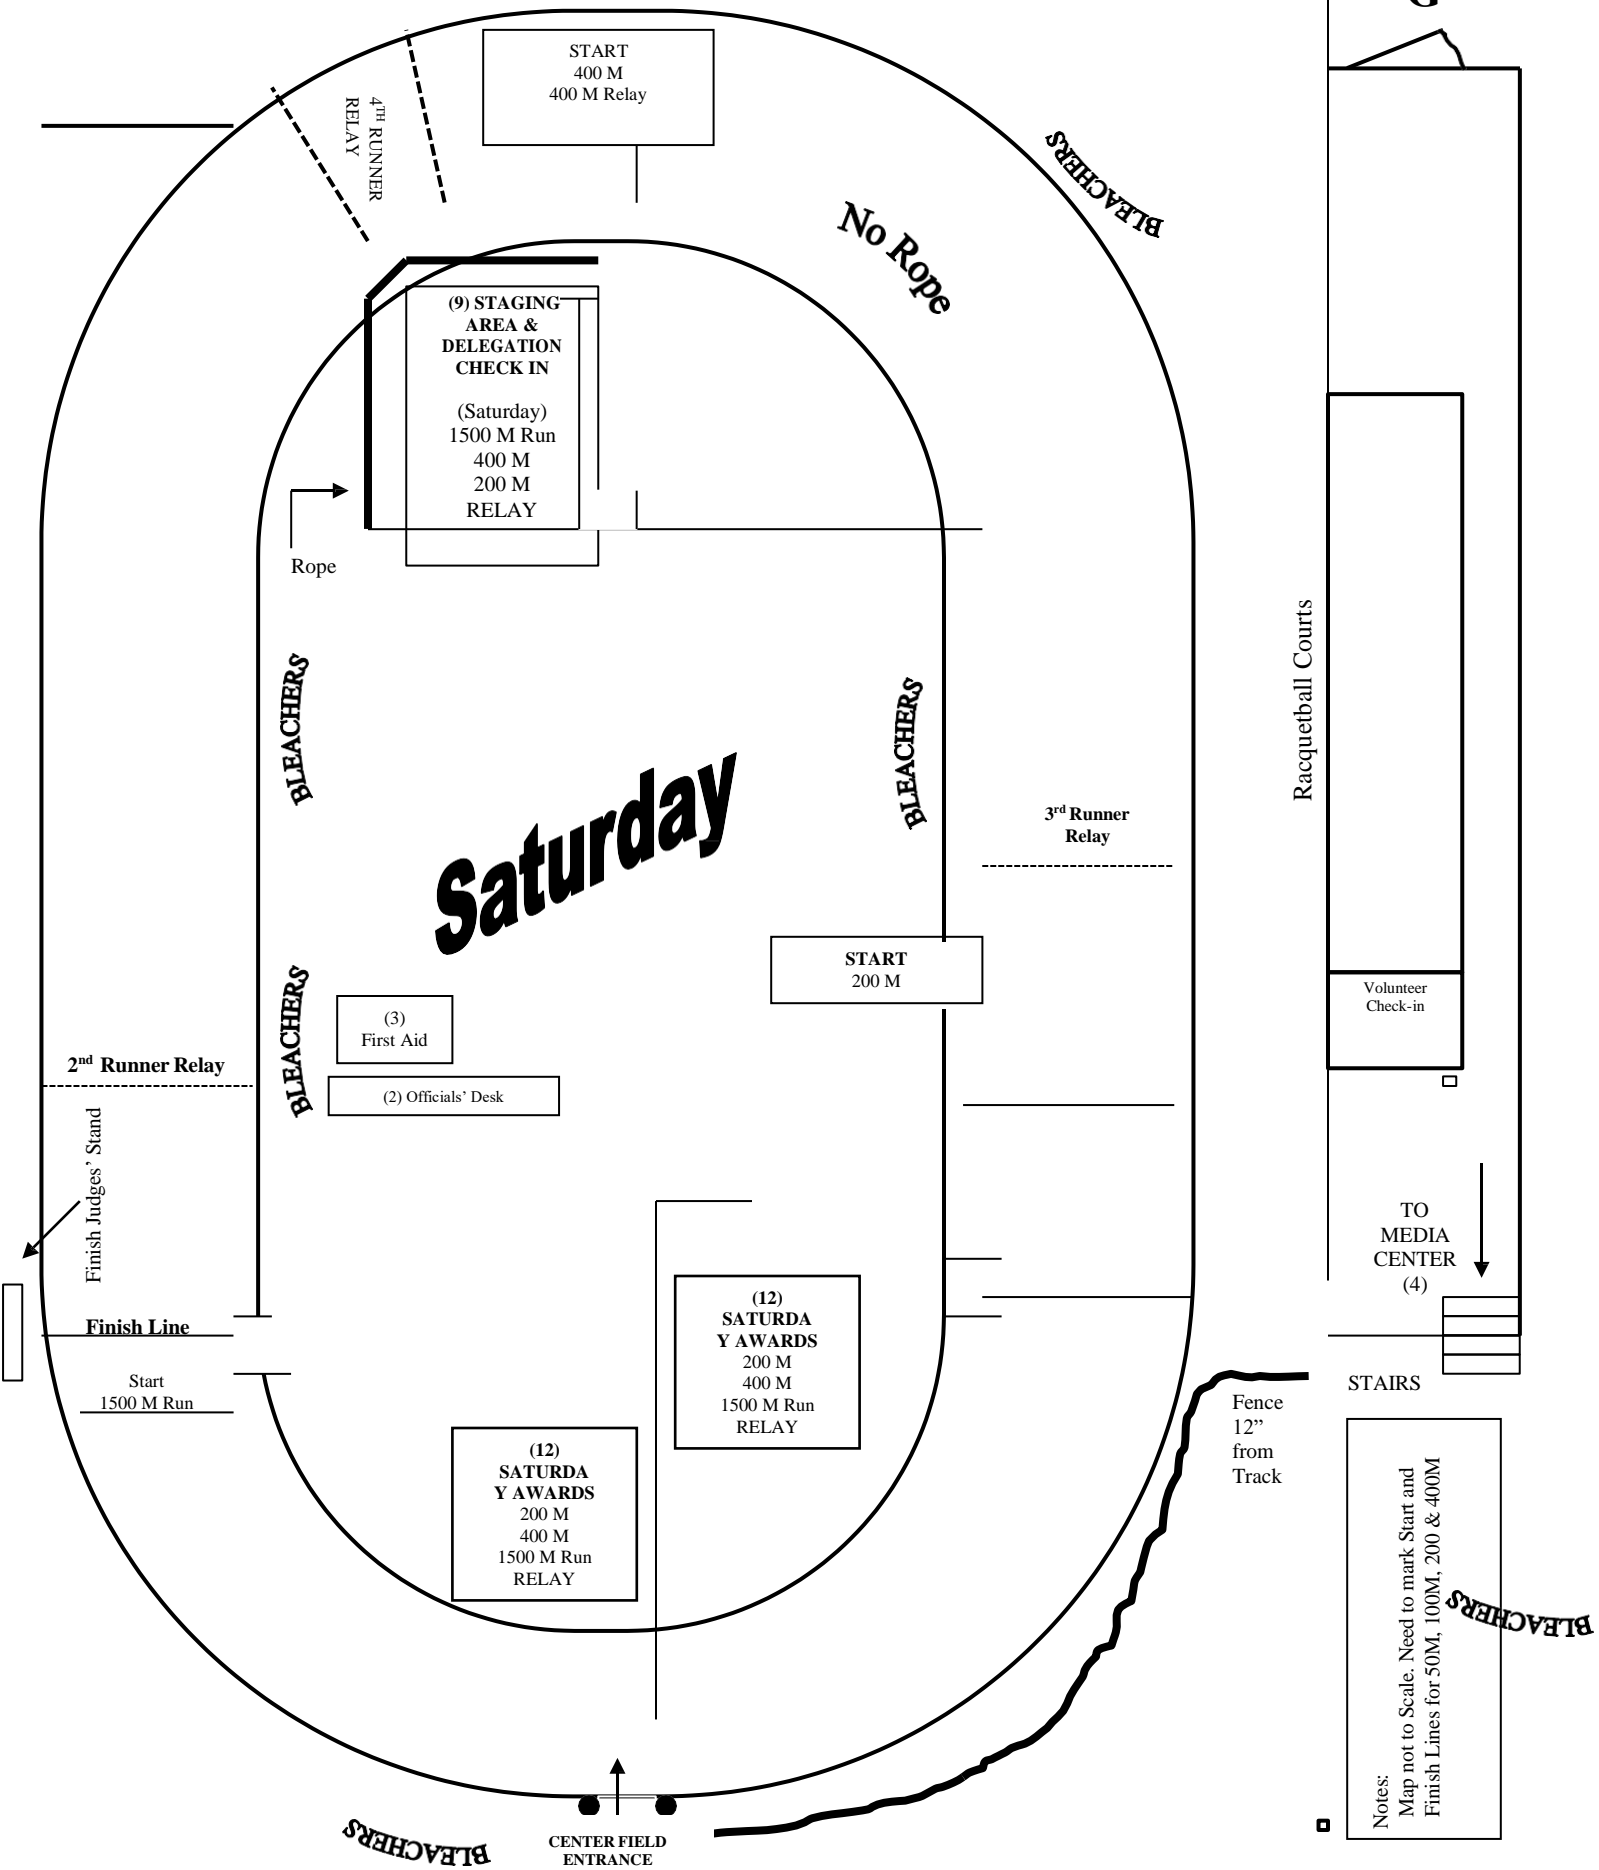 G
START
400 M
400 M Relay
4TH RUNNER
RELAY
BLEACHERS
No Rope
(9) STAGING
AREA &
DELEGATION
CHECK IN
(Saturday)
1500 M Run
400 M
200 M
RELAY
Rope
Racquetball Courts
BLEACHERS
BLEACHERS
Saturday
3rd Runner
Relay
START
200 M
BLEACHERS
(3)
First Aid
Volunteer
Check-in
2nd Runner Relay
(2) Officials’ Desk
Finish Judges’ Stand
TO
MEDIA
CENTER
(4)
(12)
SATURDA
Y AWARDS
200 M
400 M
1500 M Run
RELAY
Finish Line
Start
1500 M Run
STAIRS
Fence
12”
from
Track
(12)
SATURDA
Y AWARDS
200 M
400 M
1500 M Run
RELAY
Notes:
Map not to Scale. Need to mark Start and
Finish Lines for 50M, 100M, 200 & 400M
BLEACHERS
BLEACHERS
CENTER FIELD
ENTRANCE